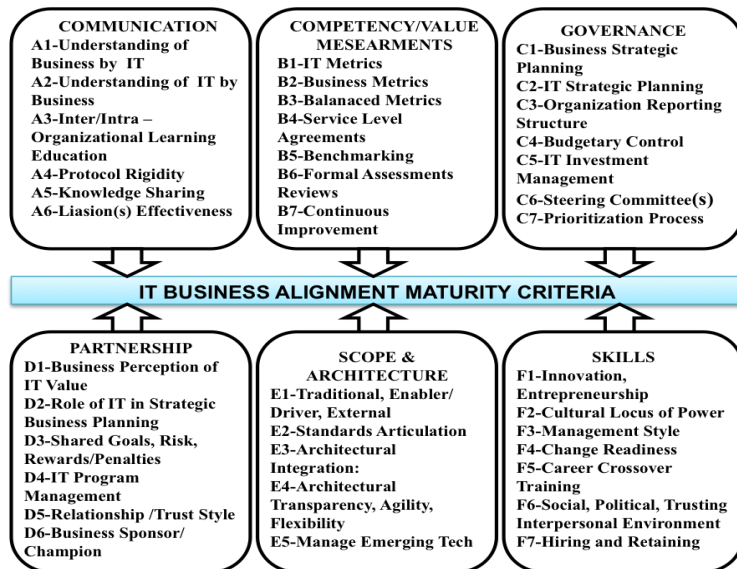 COMMUNICATION
A1-Understanding of
Business by IT
A2-Understanding of IT by
Business
A3-Inter/Intra –
Organizational Learning
Education
A4-Protocol Rigidity
A5-Knowledge Sharing
A6-Liasion(s) Effectiveness
COMPETENCY/VALUE
MESEARMENTS
B1-IT Metrics
B2-Business Metrics
B3-Balanaced Metrics
B4-Service Level
Agreements
B5-Benchmarking
B6-Formal Assessments
Reviews
B7-Continuous
Improvement
GOVERNANCE
C1-Business Strategic
Planning
C2-IT Strategic Planning
C3-Organization Reporting
Structure
C4-Budgetary Control
C5-IT Investment
Management
C6-Steering Committee(s)
C7-Prioritization Process
IT BUSINESS ALIGNMENT MATURITY CRITERIA
PARTNERSHIP
D1-Business Perception of
IT Value
D2-Role of IT in Strategic
Business Planning
D3-Shared Goals, Risk,
Rewards/Penalties
D4-IT Program
Management
D5-Relationship /Trust Style
D6-Business Sponsor/
Champion
SCOPE &
ARCHITECTURE
E1-Traditional, Enabler/
Driver, External
E2-Standards Articulation
E3-Architectural
Integration:
E4-Architectural
Transparency, Agility,
Flexibility
E5-Manage Emerging Tech
SKILLS
F1-Innovation,
Entrepreneurship
F2-Cultural Locus of Power
F3-Management Style
F4-Change Readiness
F5-Career Crossover
Training
F6-Social, Political, Trusting
Interpersonal Environment
F7-Hiring and Retaining